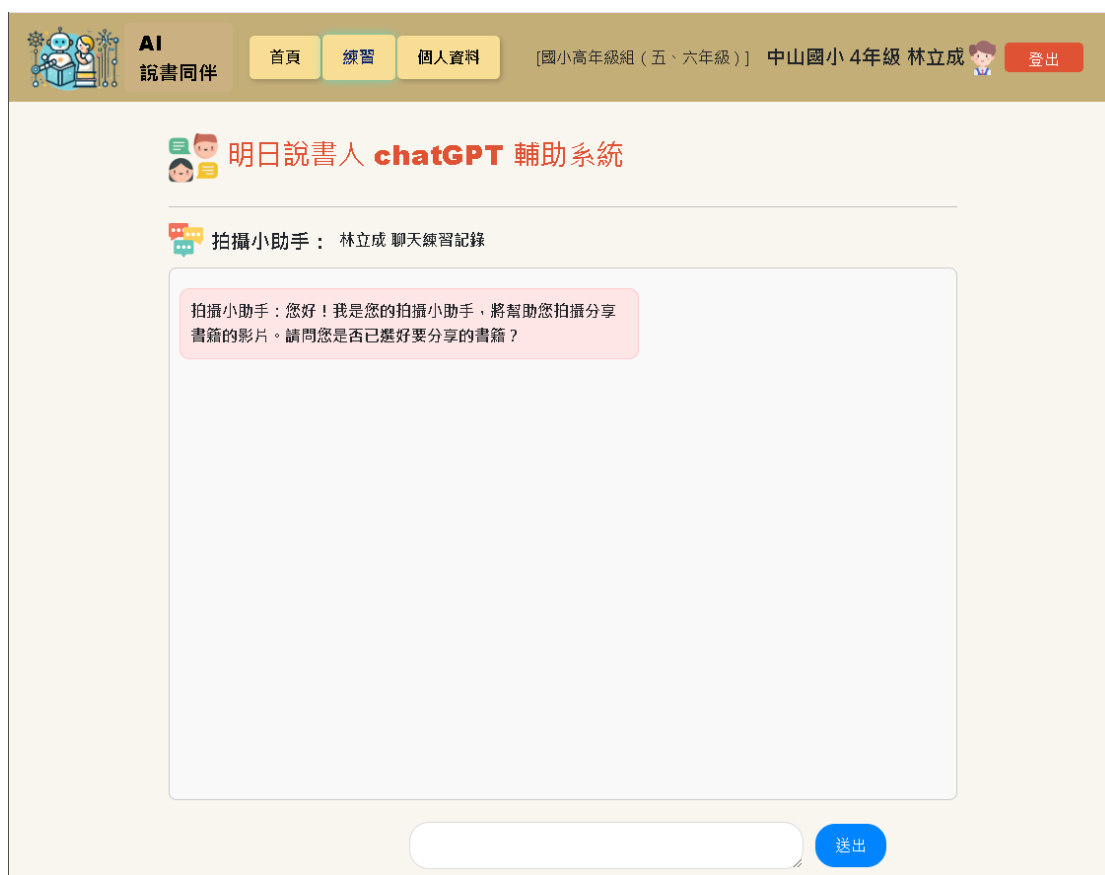 AI
說書同伴
首頁
練習
個人資料
[國小高年級組(五、六年級)]
中山國小 4年級 林立成
登出
明日說書人 chatGPT 輔助系統
拍攝小助手: 林立成 聊天練習記錄
拍攝小助手:您好!我是您的拍攝小助手,將幫助您拍攝分享
書籍的影片。請問您是否已選好要分享的書籍?
送出